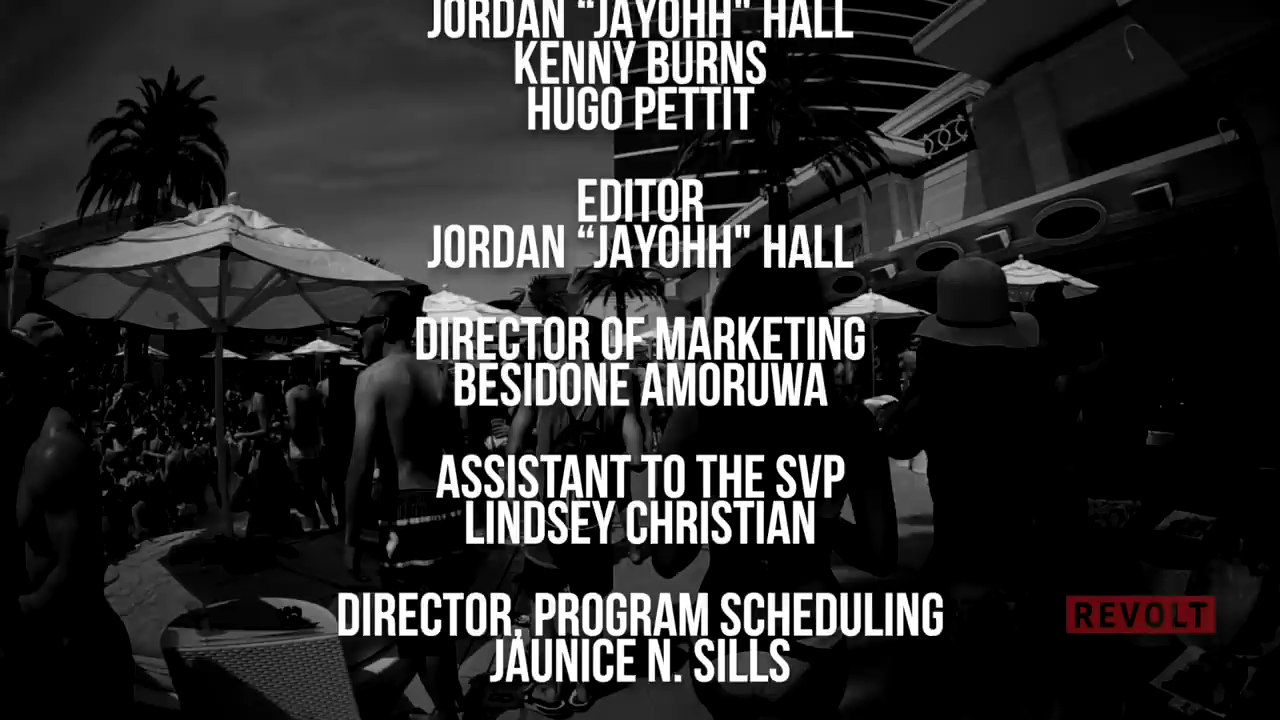 JORDAN “JAYOHH" HALL
KENNY BURNS
HUGO PETTIT
EDITOR
JORDAN “JAYOHH" HALL
DIRECTOR OF MARKETING
BESIDONE AMORUWA
ASSISTANT TO THE SVP
LINDSEY CHRISTIAN
DIRECTOR, PROGRAM SCHEDULING
JAUNICE N. SILLS
REVOLT